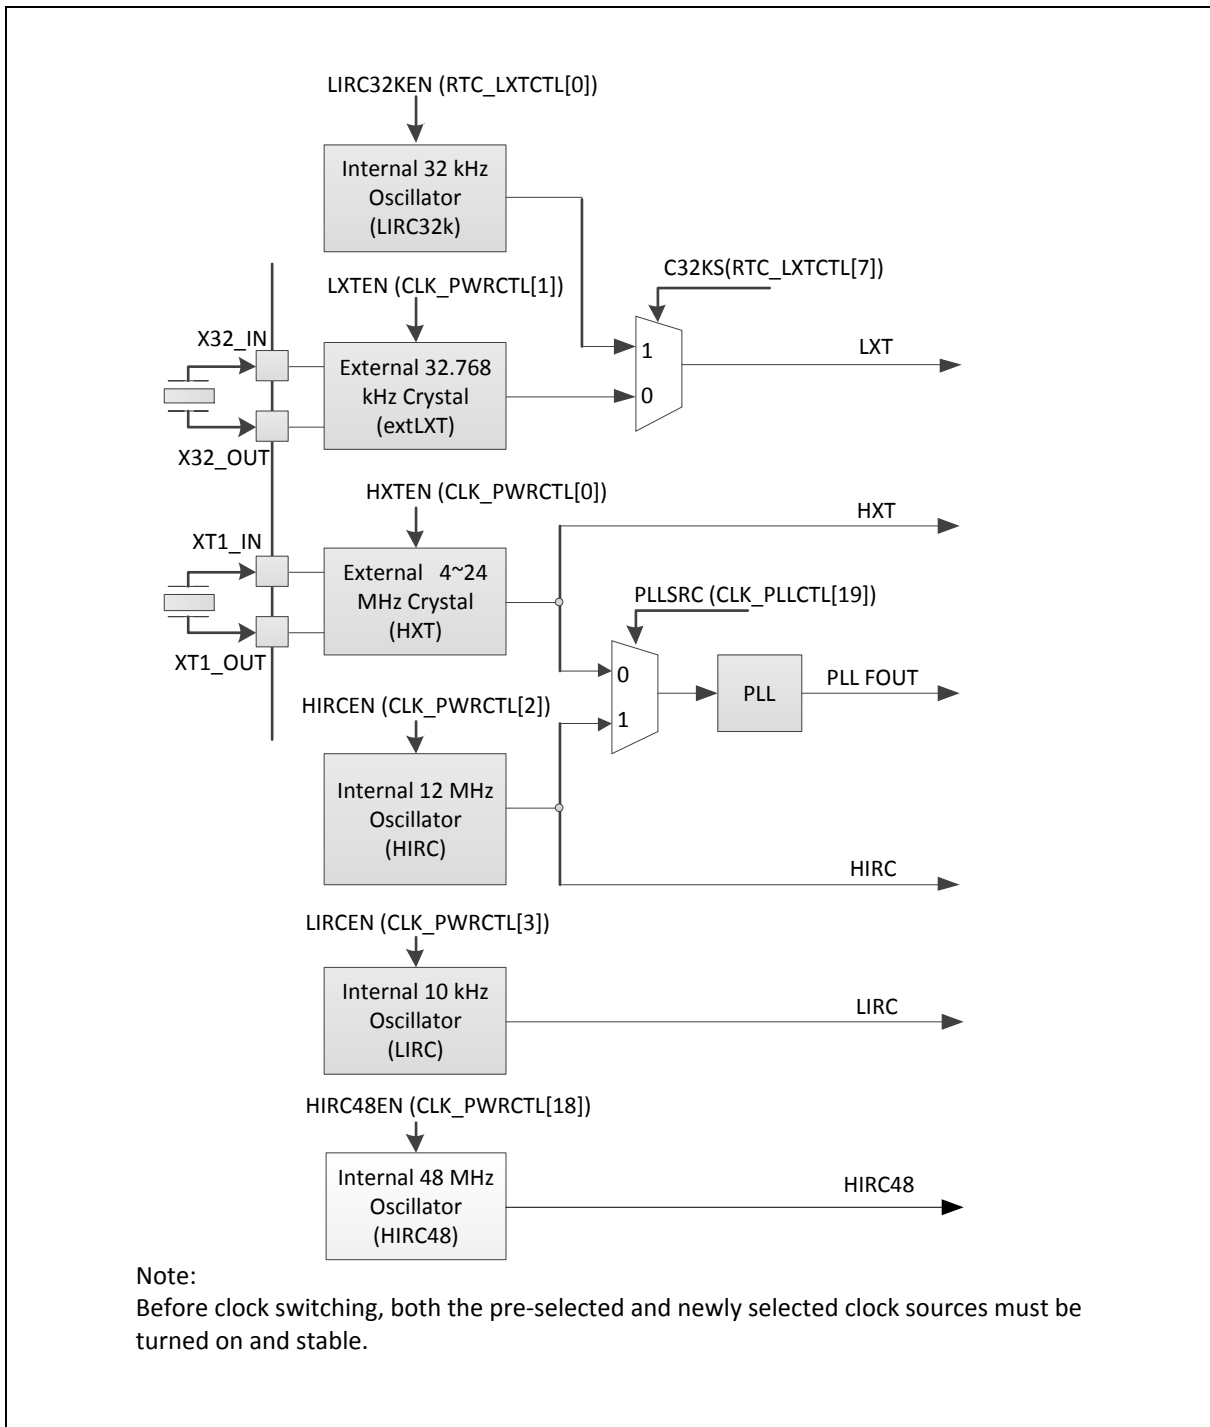 LIRC32KEN (RTC_LXTCTL[0])
Internal 32 kHz
Oscillator
(LIRC32k)
C32KS(RTC_LXTCTL[7])
LXTEN (CLK_PWRCTL[1])
X32_IN
External 32.768
kHz Crystal
(extLXT)
1
0
LXT
X32_OUT
HXTEN (CLK_PWRCTL[0])
HXT
XT1_IN
External 4~24
MHz Crystal
(HXT)
PLLSRC (CLK_PLLCTL[19])
XT1_OUT
0
1
PLL
PLL FOUT
HIRCEN (CLK_PWRCTL[2])
Internal 12 MHz
Oscillator
(HIRC)
HIRC
LIRCEN (CLK_PWRCTL[3])
Internal 10 kHz
Oscillator
(LIRC)
LIRC
HIRC48EN (CLK_PWRCTL[18])
Internal 48 MHz
Oscillator
(HIRC48)
HIRC48
Note:
Before clock switching, both the pre-selected and newly selected clock sources must be
turned on and stable.